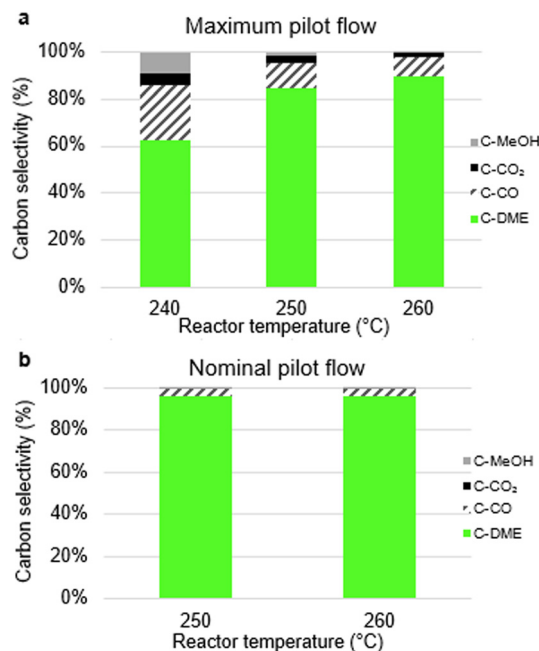 a
Maximum pilot flow
Carbon selectivity (%)
100%
80%
60%
40%
20%
0%
240
250
260
Reactor temperature (°C)
C-MeOH
C-CO₂
C-CO
C-DME
b
Nominal pilot flow
Carbon selectivity (%)
100%
80%
60%
40%
20%
0%
250
260
Reactor temperature (°C)
C-MeOH
C-CO₂
C-CO
C-DME